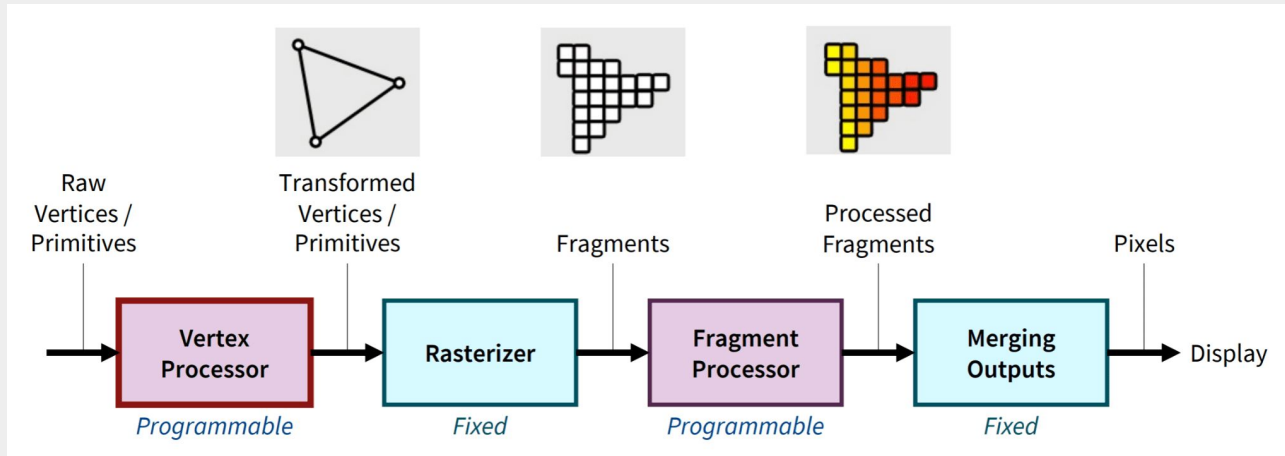 Raw
Vertices /
Primitives
Transformed
Vertices /
Primitives
Fragments
Processed
Fragments
Pixels
Vertex
Processor
Rasterizer
Fragment
Processor
Merging
Outputs
Display
Programmable
Fixed
Programmable
Fixed